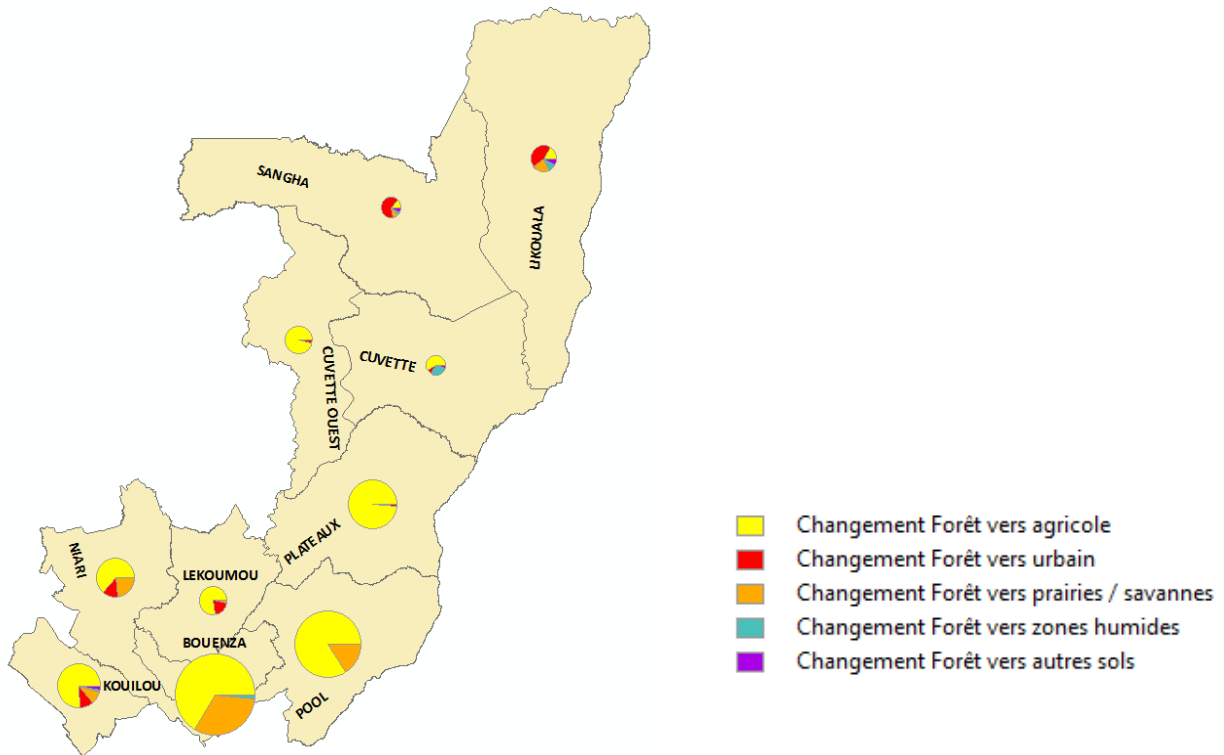 SANGHA
LIKOUALA
CUVETTE OUEST
CUVETTE
PLATEAUX
NIARI
LEKOUMOU
BOUENZA
KOUILOU
POOL
Changement Forêt vers agricole
Changement Forêt vers urbain
Changement Forêt vers prairies / savannes
Changement Forêt vers zones humides
Changement Forêt vers autres sols